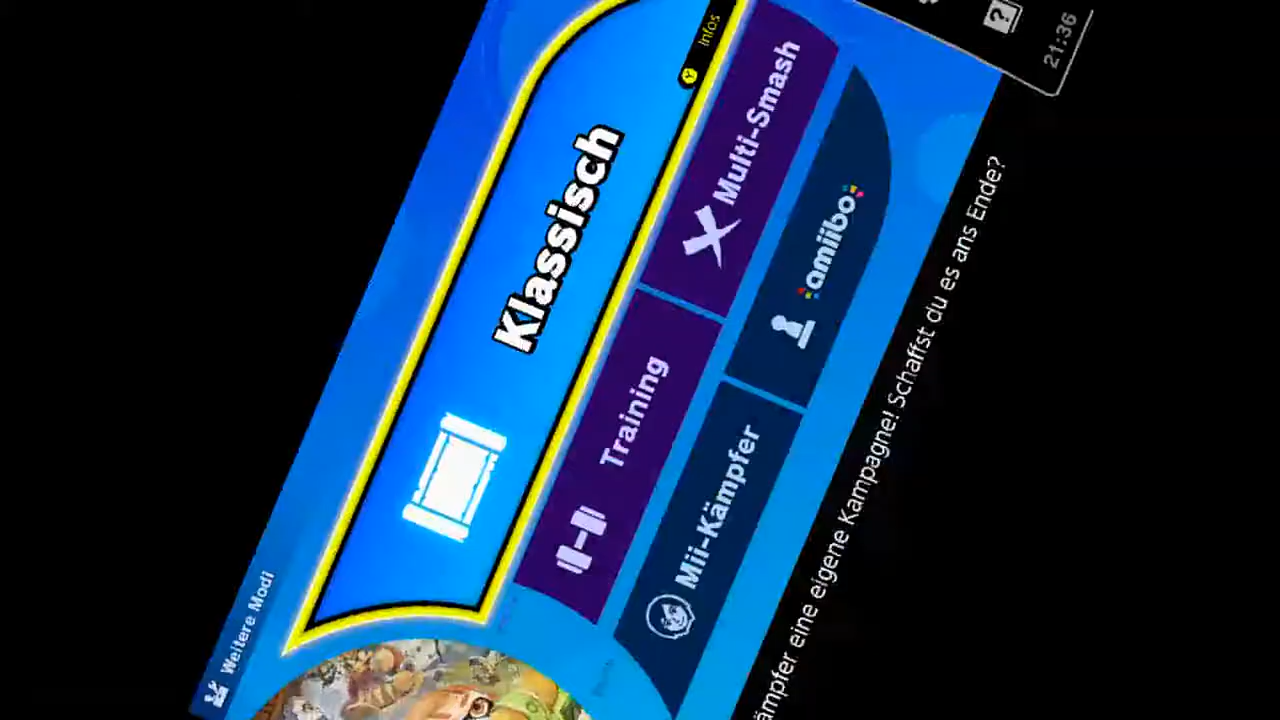 Weitere Modi
Klassisch
Infos
Training
Multi-Smash
Mii-Kämpfer
amiibo
eine eigene Kampagne! Schaffst du es ans Ende?
21:36